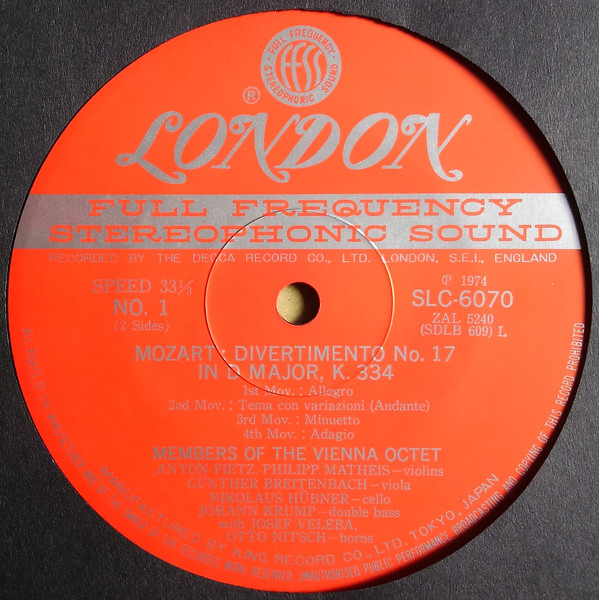 FULL FREQUENCY
ffss
STEREOPHONIC SOUND
®
LONDON
FULL FREQUENCY
STEREOPHONIC SOUND
RECORDED BY THE DECCA RECORD CO., LTD. LONDON, S.E.I., ENGLAND
SPEED 33⅓
℗ 1974
NO. 1
SLC-6070
(2 Sides)
ZAL 5240
(SDLB 609) L
MOZART : DIVERTIMENTO No. 17
IN D MAJOR, K. 334
1st Mov. : Allegro
2nd Mov. : Tema con variazioni (Andante)
3rd Mov. : Minuetto
4th Mov. : Adagio
MEMBERS OF THE VIENNA OCTET
ANTON FIETZ, PHILIPP MATHEIS—violins
GÜNTHER BREITENBACH—viola
NIKOLAUS HÜBNER—cello
JOHANN KRUMP—double bass
with JOSEF VELEBA,
OTTO NITSCH—horns
MANUFACTURED BY KING RECORD CO., LTD. TOKYO, JAPAN
WORK RESERVED. UNAUTHORISED PUBLIC PERFORMANCE BROADCASTING AND COPYING OF THIS RECORD PROHIBITED